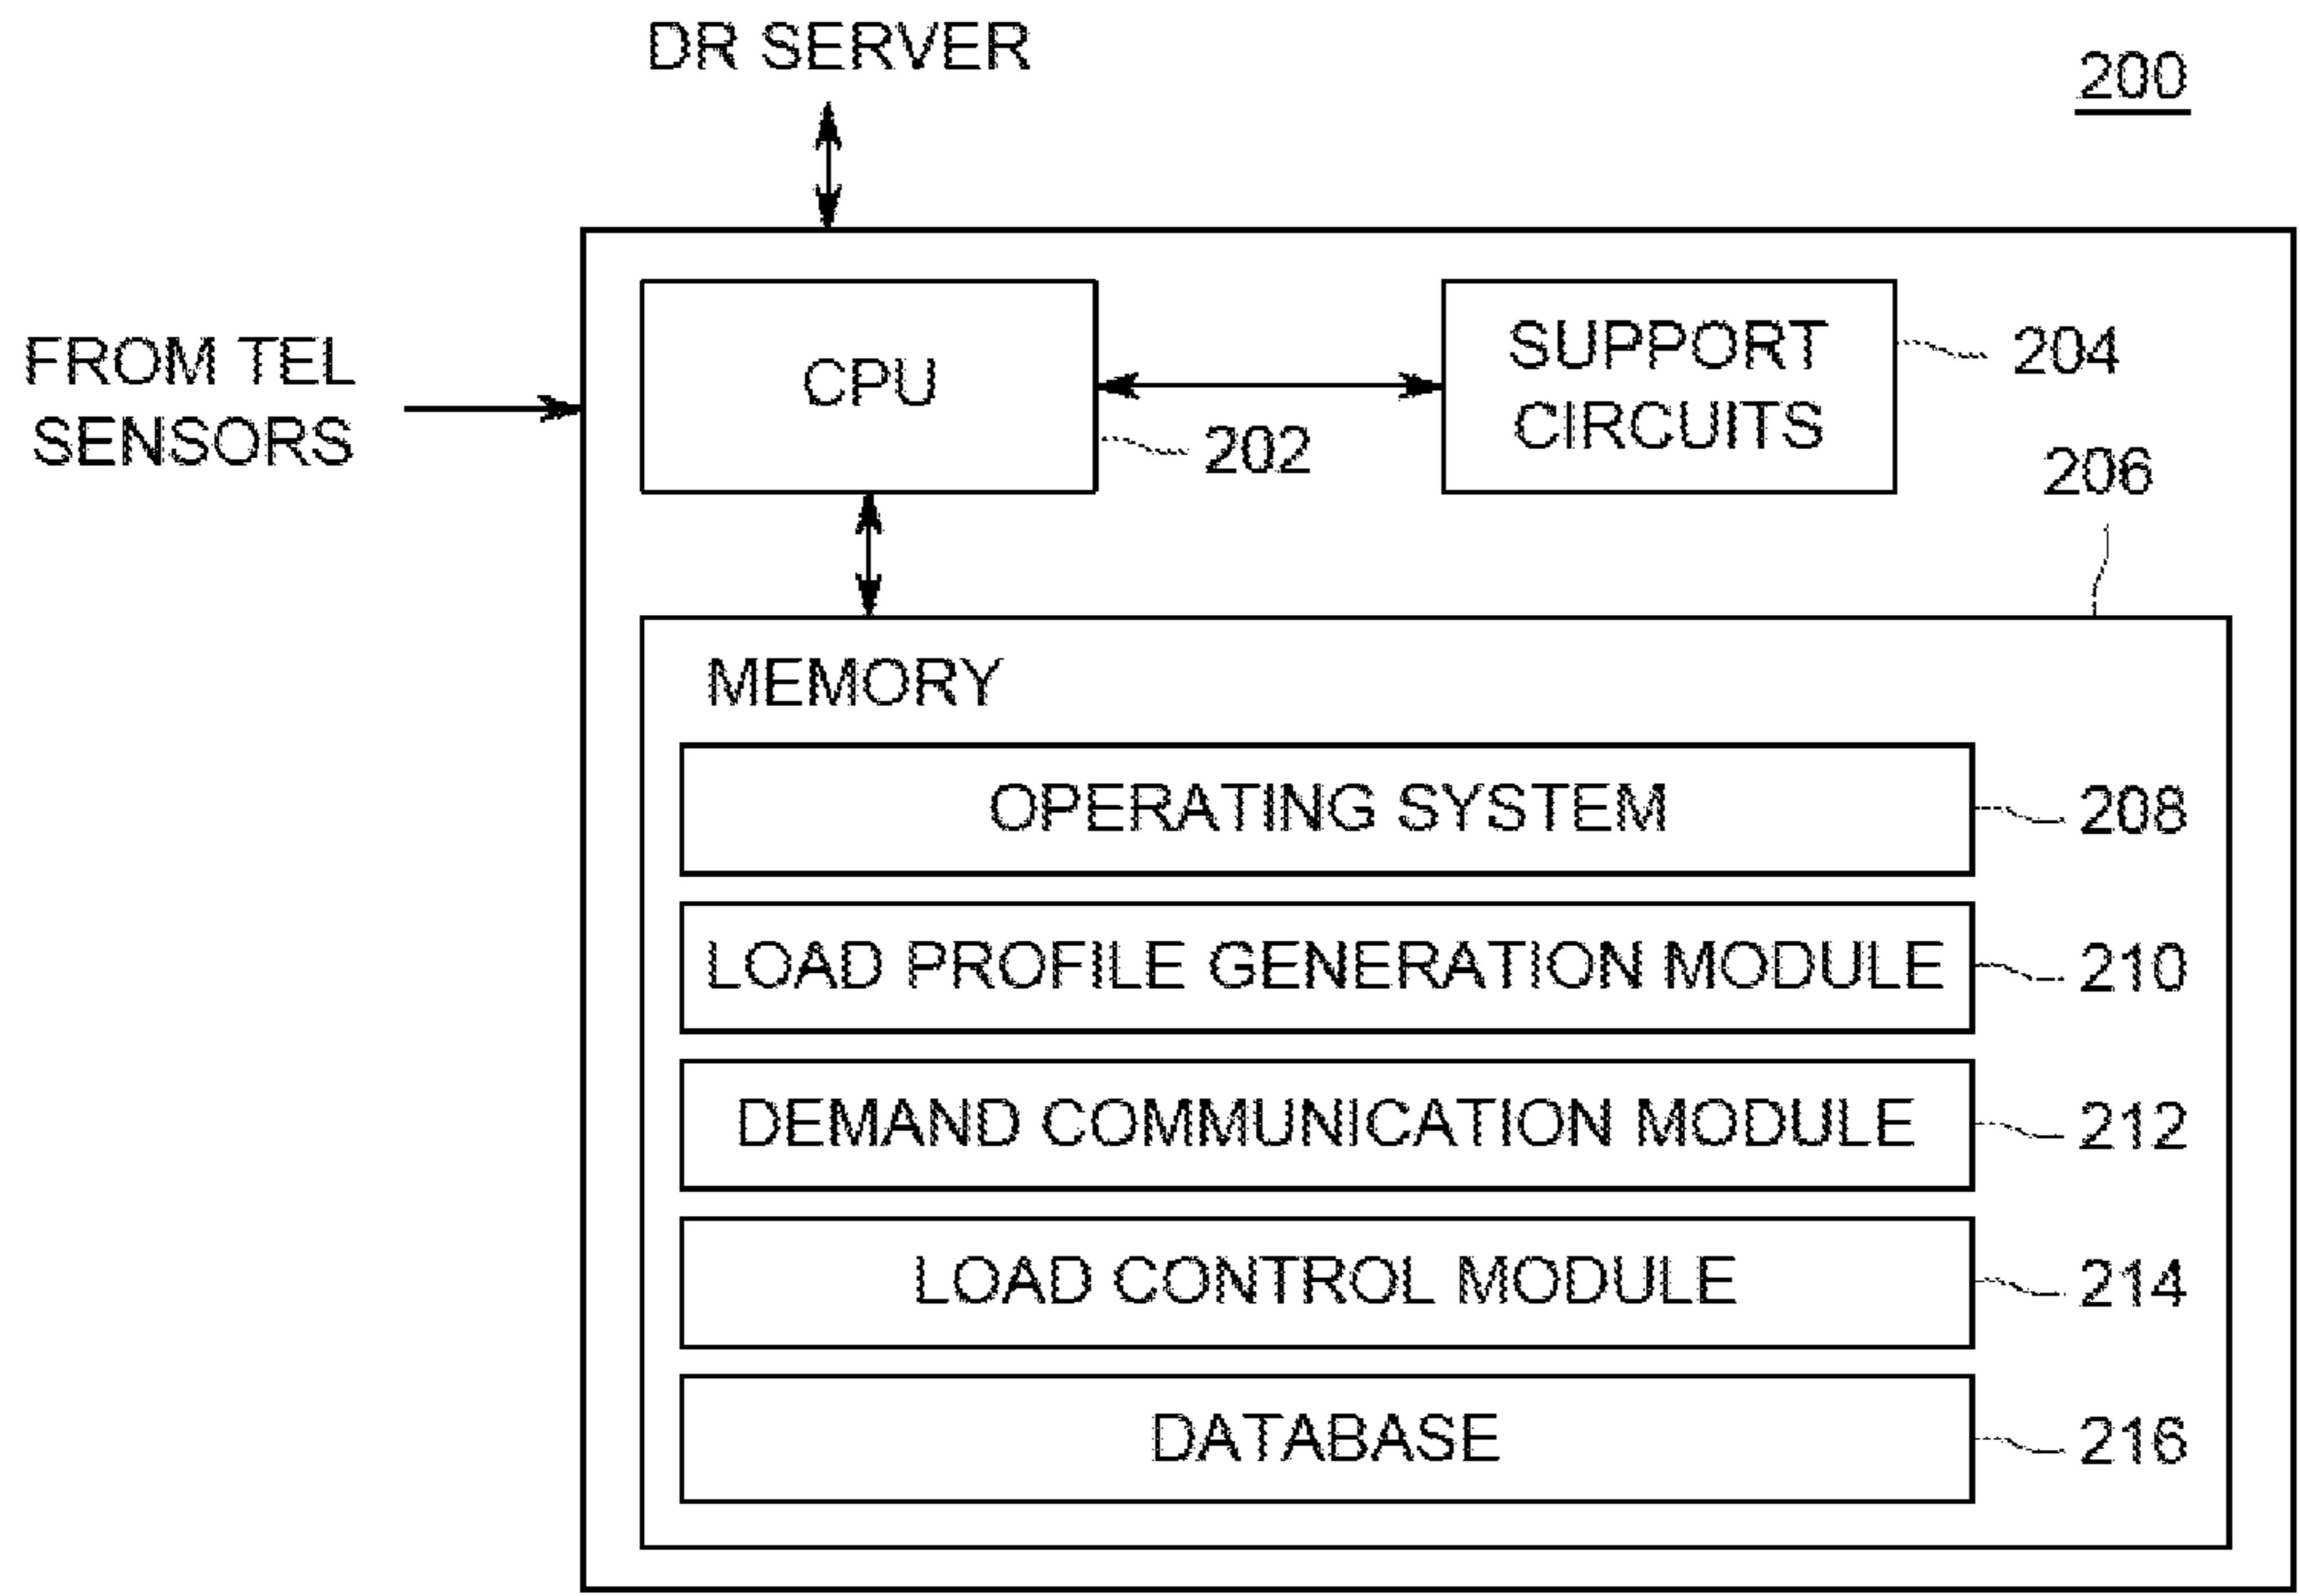 DR SERVER
200
FROM TEL
SENSORS
CPU
202
SUPPORT
CIRCUITS
204
206
MEMORY
OPERATING SYSTEM
208
LOAD PROFILE GENERATION MODULE
210
DEMAND COMMUNICATION MODULE
212
LOAD CONTROL MODULE
214
DATABASE
216